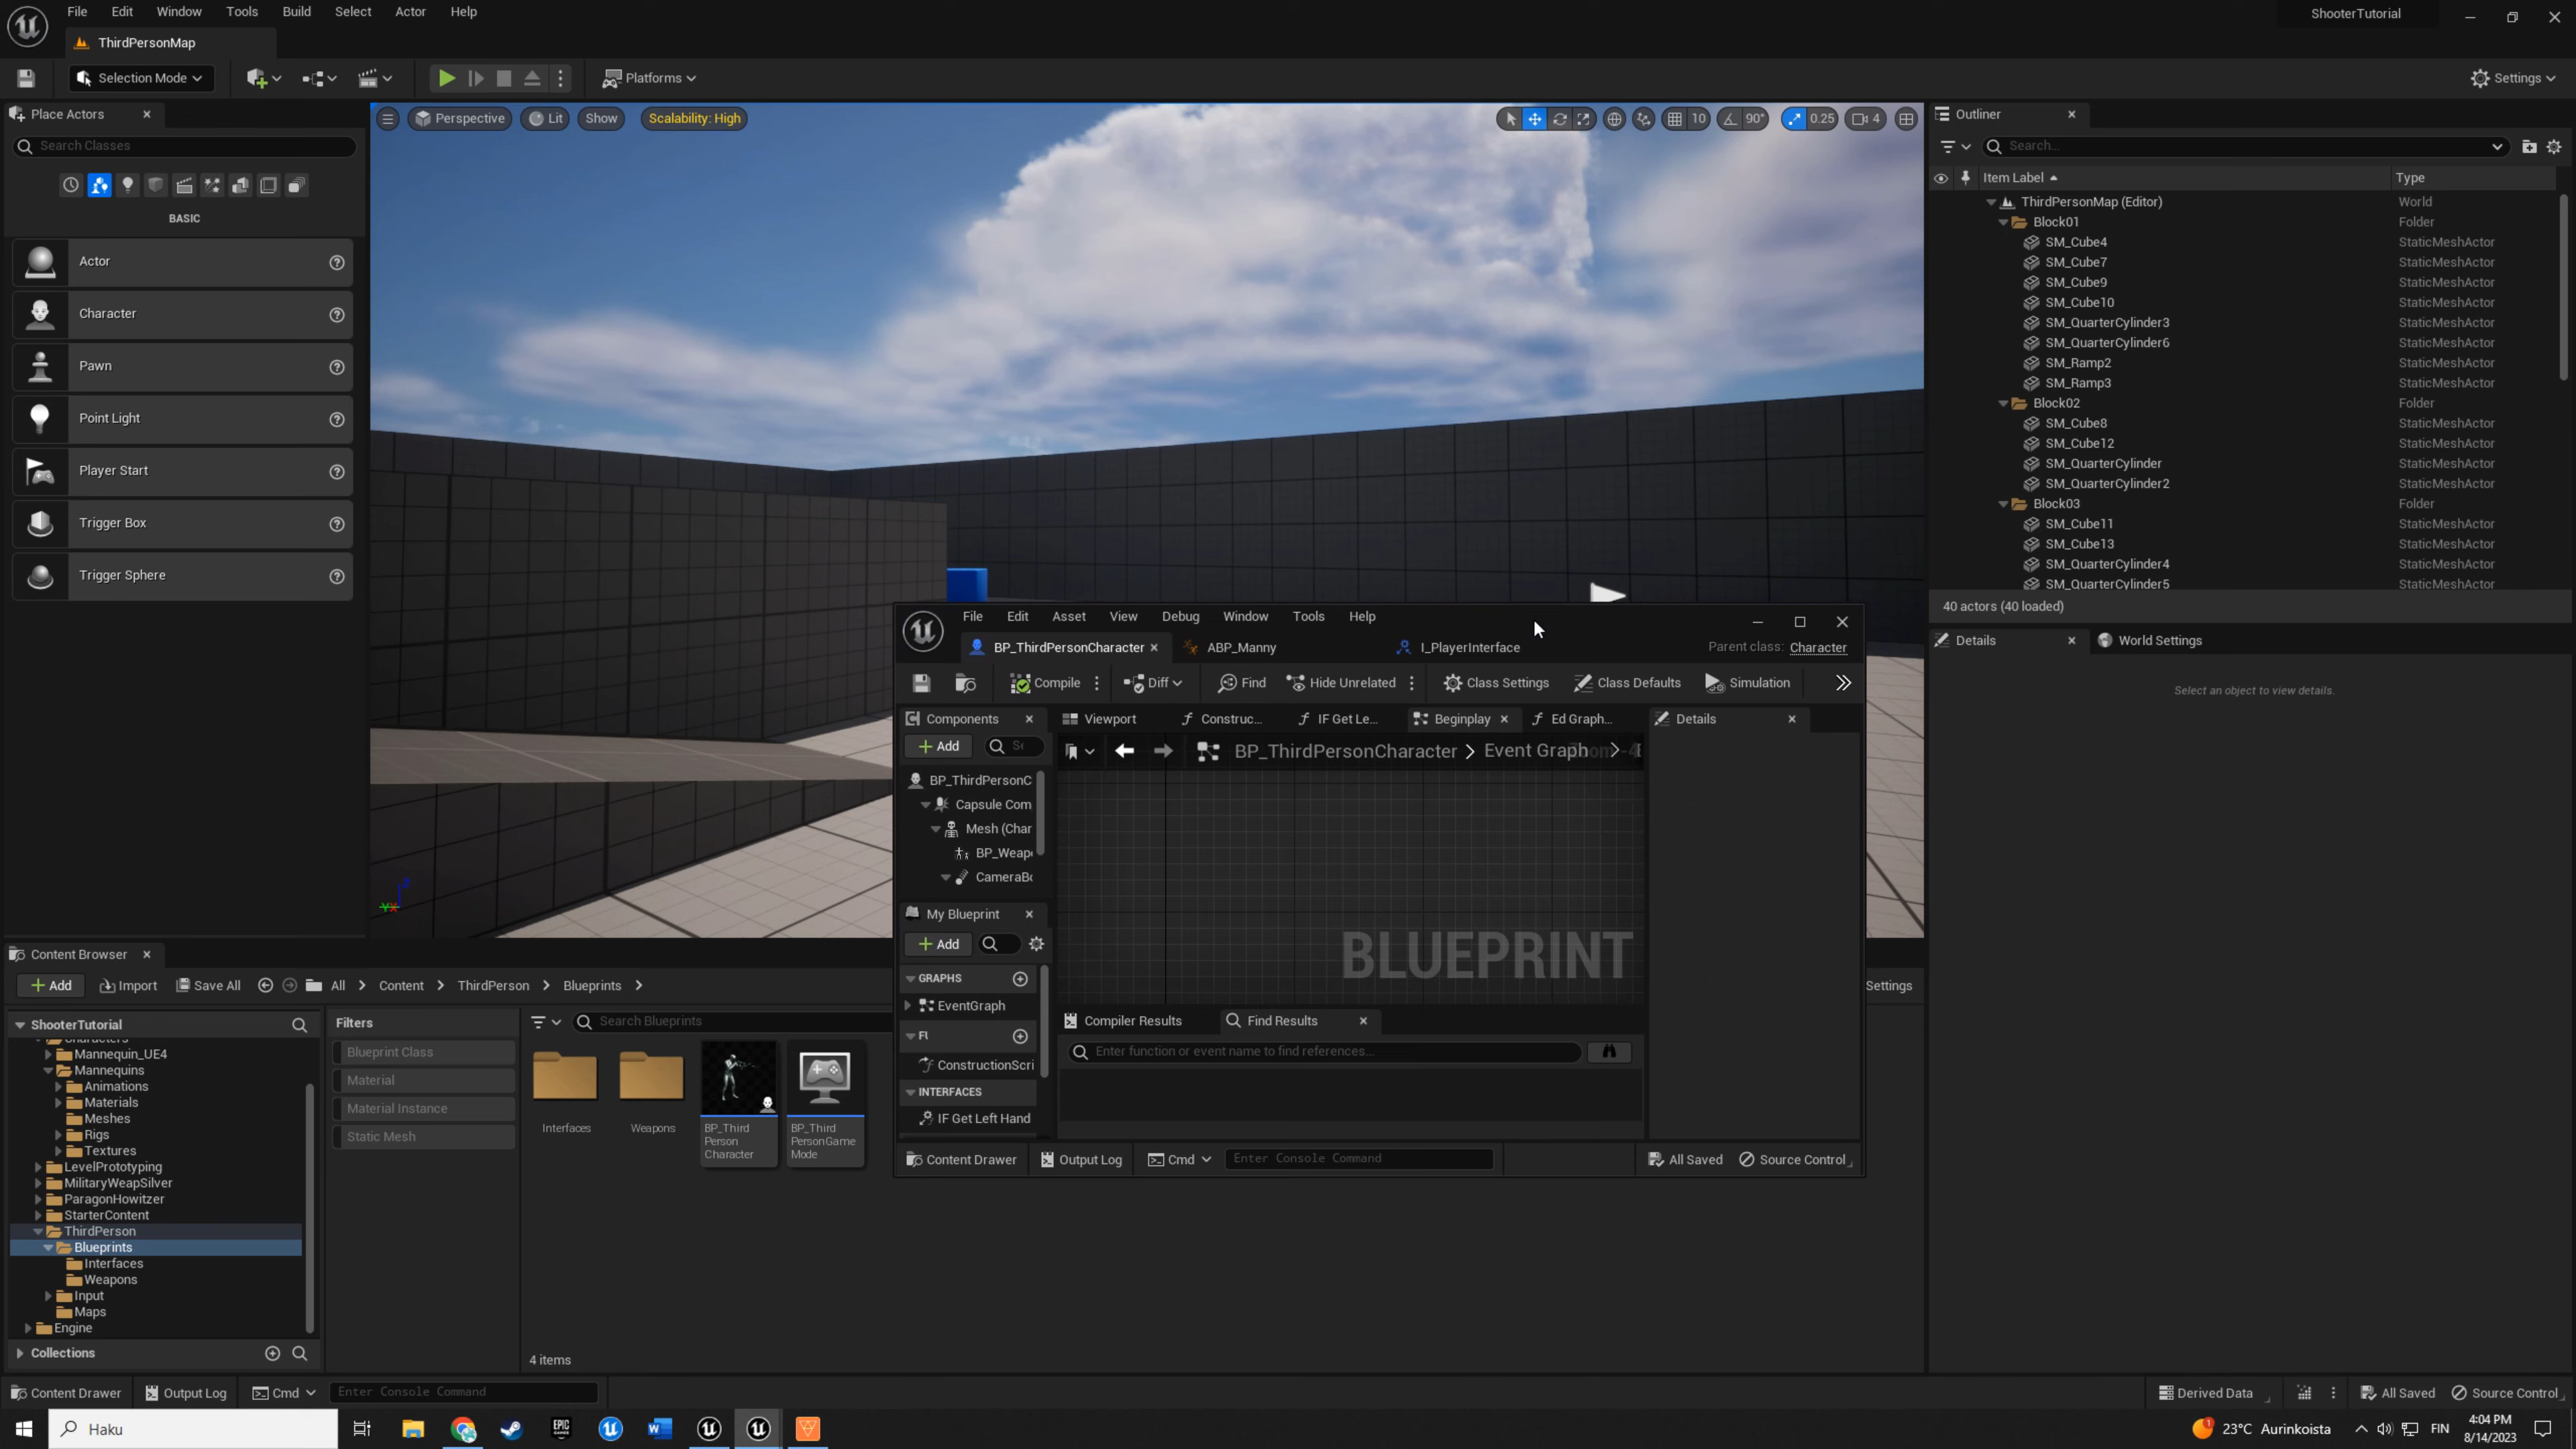 File Edit Window Tools Build Select Actor Help
ShooterTutorial
ThirdPersonMap
Selection Mode
Platforms
Settings
Place Actors
Search Classes
BASIC
Actor
Character
Pawn
Point Light
Player Start
Trigger Box
Trigger Sphere
Perspective Lit Show Scalability: High
10 90° 0.25 4
Outliner
Search...
Item Label Type
ThirdPersonMap (Editor) World
Block01 Folder
SM_Cube4 StaticMeshActor
SM_Cube7 StaticMeshActor
SM_Cube9 StaticMeshActor
SM_Cube10 StaticMeshActor
SM_QuarterCylinder3 StaticMeshActor
SM_QuarterCylinder6 StaticMeshActor
SM_Ramp2 StaticMeshActor
SM_Ramp3 StaticMeshActor
Block02 Folder
SM_Cube8 StaticMeshActor
SM_Cube12 StaticMeshActor
SM_QuarterCylinder StaticMeshActor
SM_QuarterCylinder2 StaticMeshActor
Block03 Folder
SM_Cube11 StaticMeshActor
SM_Cube13 StaticMeshActor
SM_QuarterCylinder4 StaticMeshActor
SM_QuarterCylinder5 StaticMeshActor
40 actors (40 loaded)
Details World Settings
Select an object to view details.
File Edit Asset View Debug Window Tools Help
BP_ThirdPersonCharacter ABP_Manny I_PlayerInterface
Parent class: Character
Compile Diff Find Hide Unrelated Class Settings Class Defaults Simulation
Components
Add
BP_ThirdPersonC
Capsule Com
Mesh (Char
BP_Weap
CameraBo
Viewport Construc... IF Get Le... Beginplay Ed Graph... Details
BP_ThirdPersonCharacter > Event Graph >
BLUEPRINT
My Blueprint
Add
GRAPHS
EventGraph
ConstructionScri
INTERFACES
IF Get Left Hand
Compiler Results Find Results
Enter function or event name to find references...
Content Drawer Output Log Cmd Enter Console Command All Saved Source Control
Content Browser
Add Import Save All All > Content > ThirdPerson > Blueprints >
Settings
ShooterTutorial
Characters
Mannequin_UE4
Mannequins
Animations
Materials
Meshes
Rigs
Textures
LevelPrototyping
MilitaryWeapSilver
ParagonHowitzer
StarterContent
ThirdPerson
Blueprints
Interfaces
Weapons
Input
Maps
Engine
Collections
Filters
Blueprint Class
Material
Material Instance
Static Mesh
Search Blueprints
Interfaces
Weapons
BP_Third
Person
Character
BP_Third
PersonGame
Mode
4 items
Content Drawer Output Log Cmd Enter Console Command
Derived Data All Saved Source Control
Haku
EPIC
GAMES
W
1
23°C Aurinkoista
FIN
4:04 PM
8/14/2023